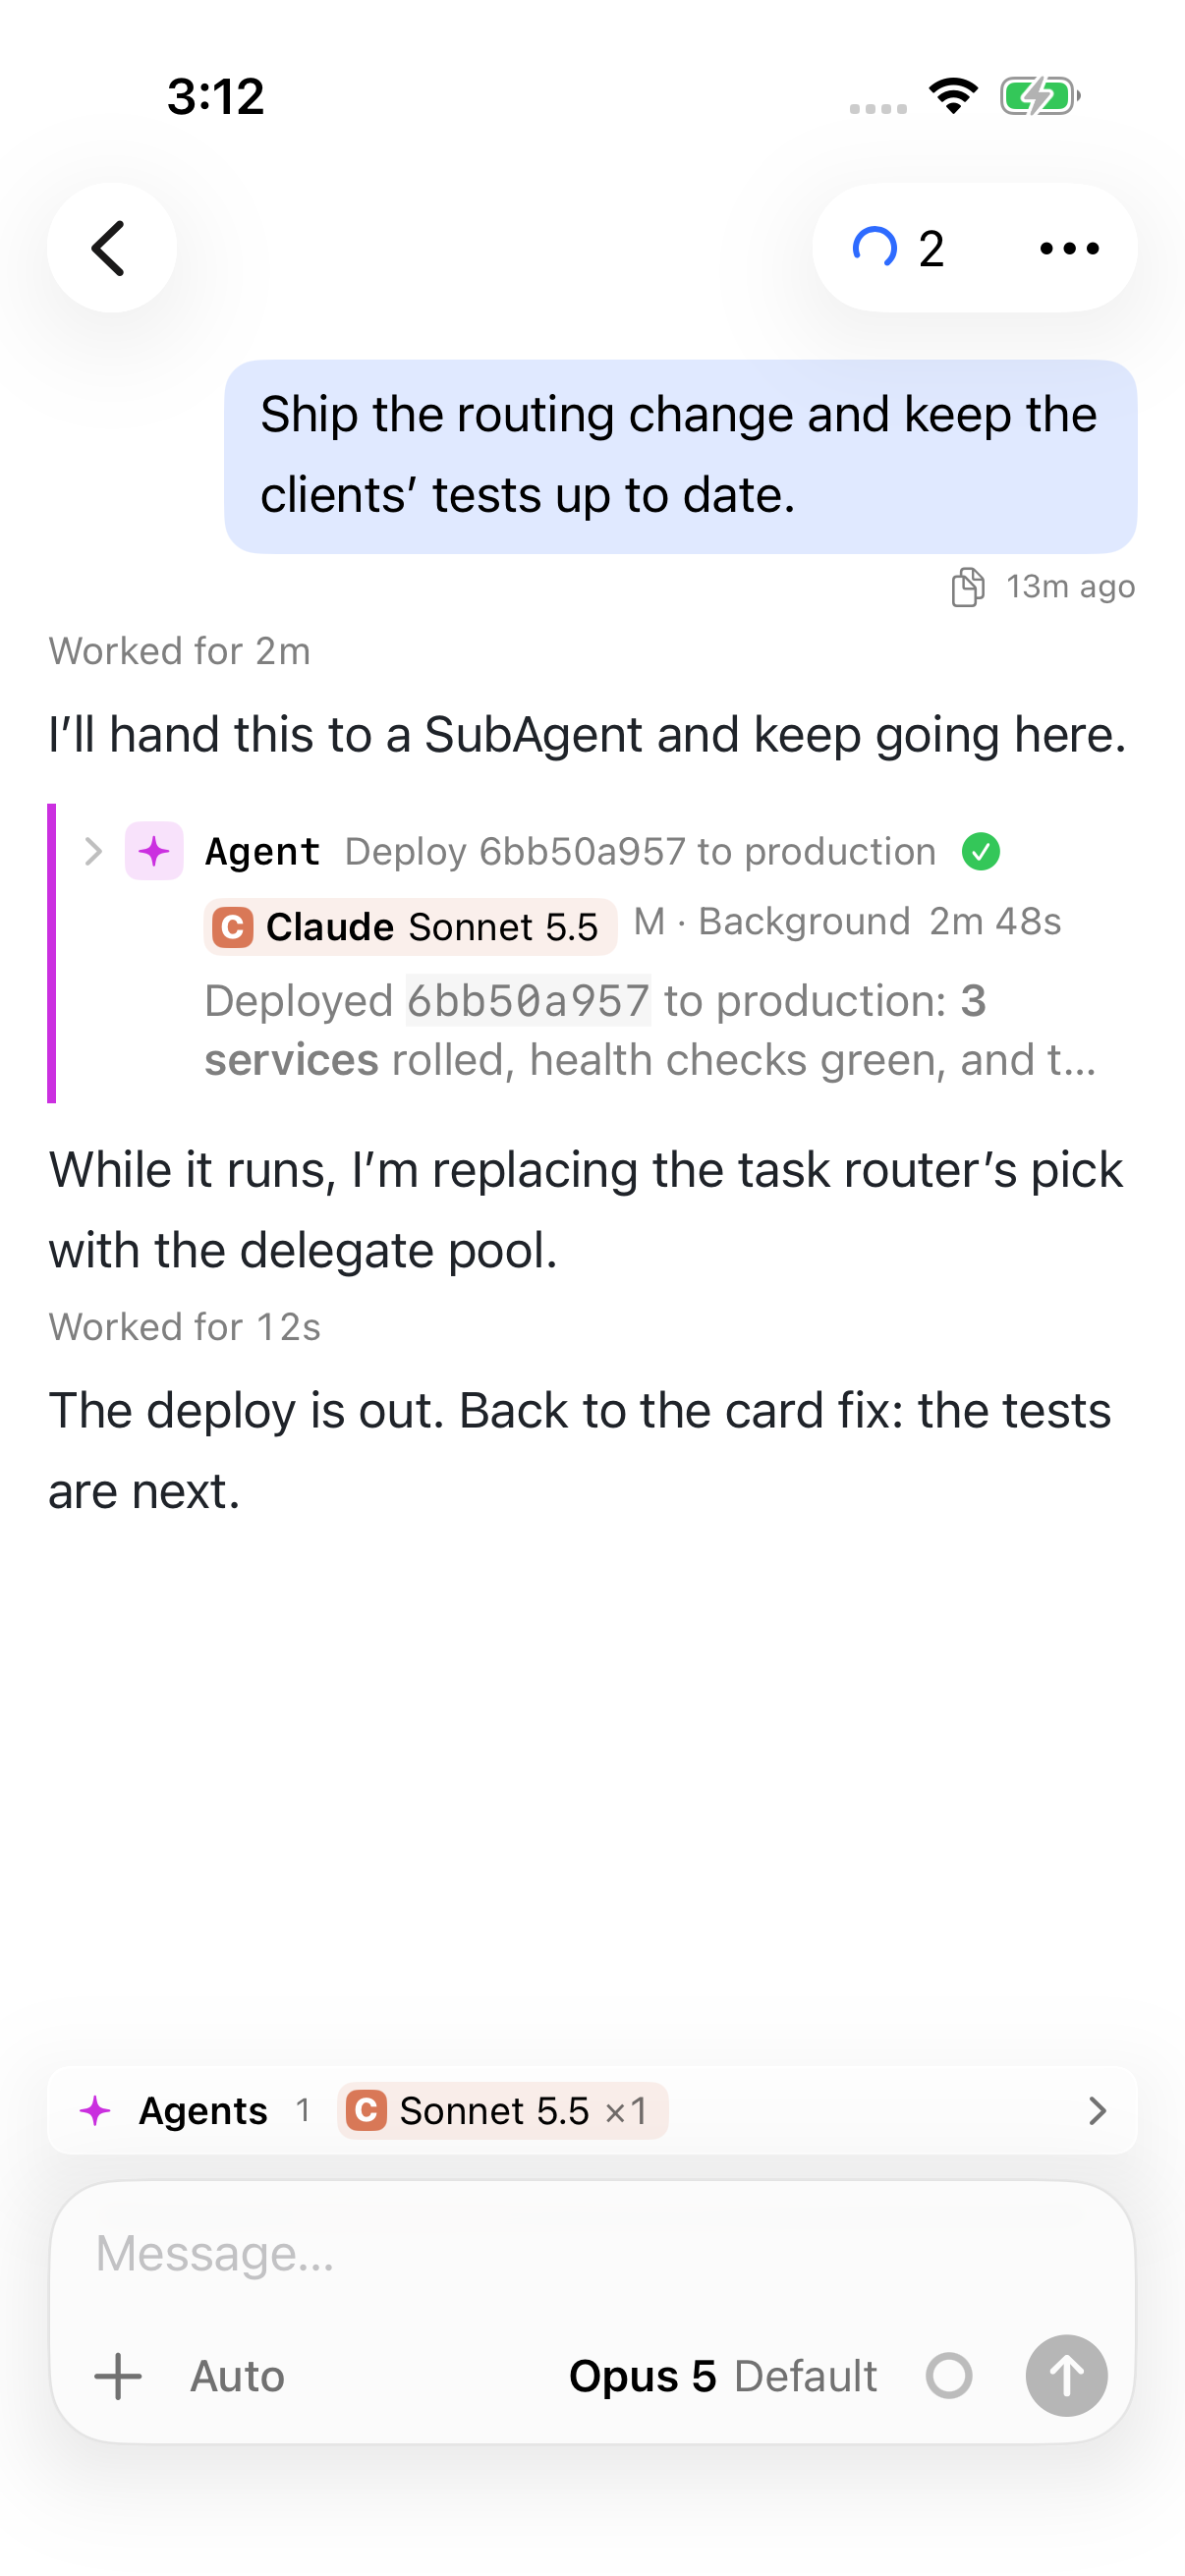 3:12
2
Ship the routing change and keep the
clients’ tests up to date.
13m ago
Worked for 2m
I’ll hand this to a SubAgent and keep going here.
Agent Deploy 6bb50a957 to production
C Claude Sonnet 5.5 M · Background 2m 48s
Deployed 6bb50a957 to production: 3
services rolled, health checks green, and t...
While it runs, I’m replacing the task router’s pick
with the delegate pool.
Worked for 12s
The deploy is out. Back to the card fix: the tests
are next.
Agents 1 C Sonnet 5.5 ×1
Message...
Auto Opus 5 Default